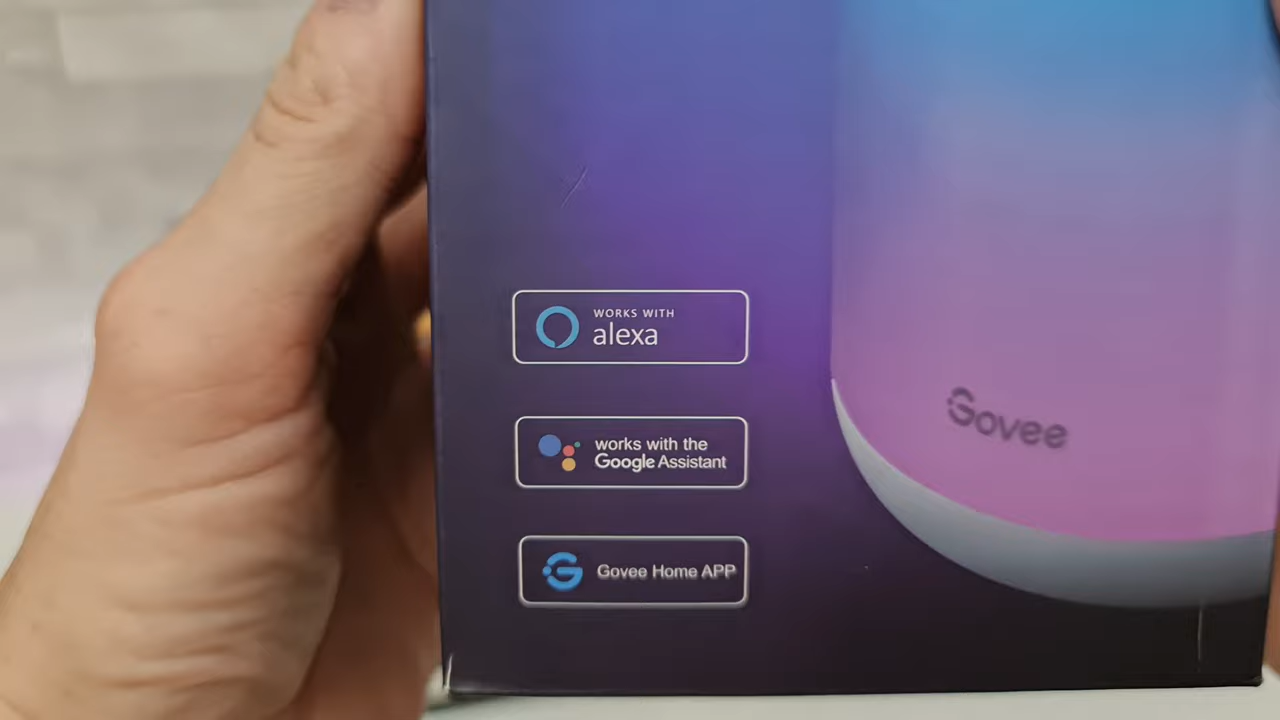 WORKS WITH
alexa
works with the
Google Assistant
Govee Home APP
Govee